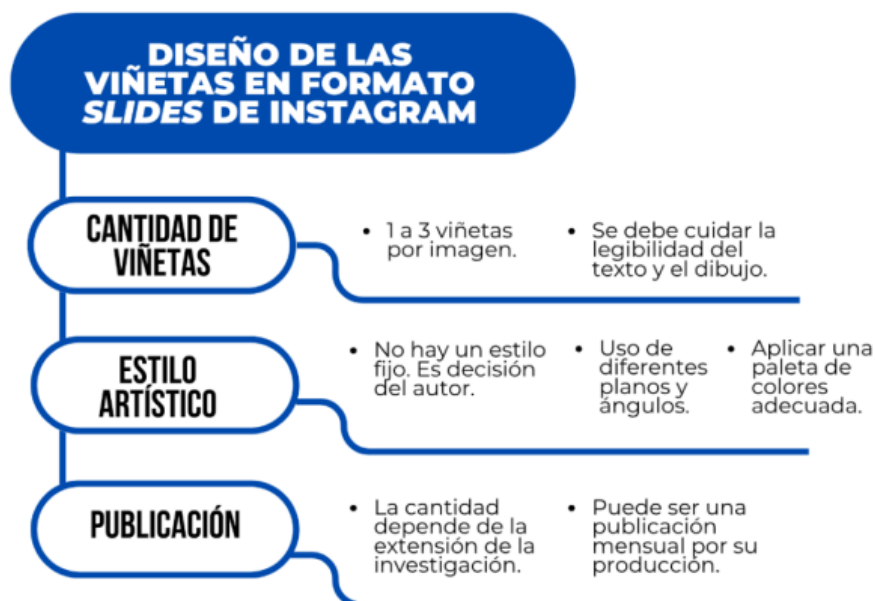 DISEÑO DE LAS
VIÑETAS EN FORMATO
SLIDES DE INSTAGRAM
CANTIDAD DE
VIÑETAS
• 1 a 3 viñetas
por imagen.
• Se debe cuidar la
legibilidad del
texto y el dibujo.
ESTILO
ARTÍSTICO
• No hay un estilo
fijo. Es decisión
del autor.
• Uso de
diferentes
planos y
ángulos.
• Aplicar una
paleta de
colores
adecuada.
PUBLICACIÓN
• La cantidad
depende de la
extensión de la
investigación.
• Puede ser una
publicación
mensual por su
producción.